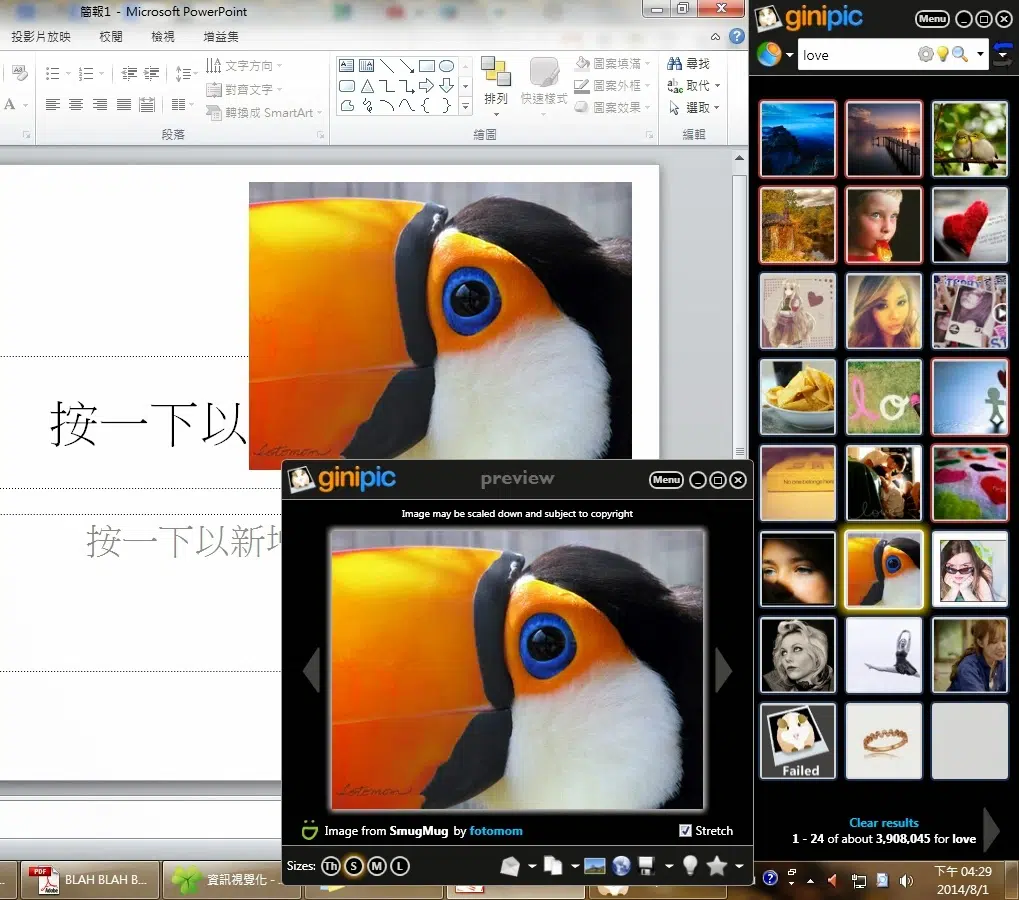 簡報1 - Microsoft PowerPoint
投影片放映 校閱 檢視 增益集
文字方向
對齊文字
轉換成 SmartArt
段落
排列
快速樣式
圖案填滿
圖案外框
圖案效果
繪圖
尋找
取代
選取
編輯
按一下以
按一下以新增
Lotomom
ginipic
Menu
love
Failed
Clear results
1 - 24 of about 3,908,045 for love
ginipic
preview
Menu
Image may be scaled down and subject to copyright
Lotomom
Image from SmugMug by fotomom
Stretch
Sizes: Th S M L
PDF
BLAH BLAH B...
資訊視覺化 - ...
下午 04:29
2014/8/1